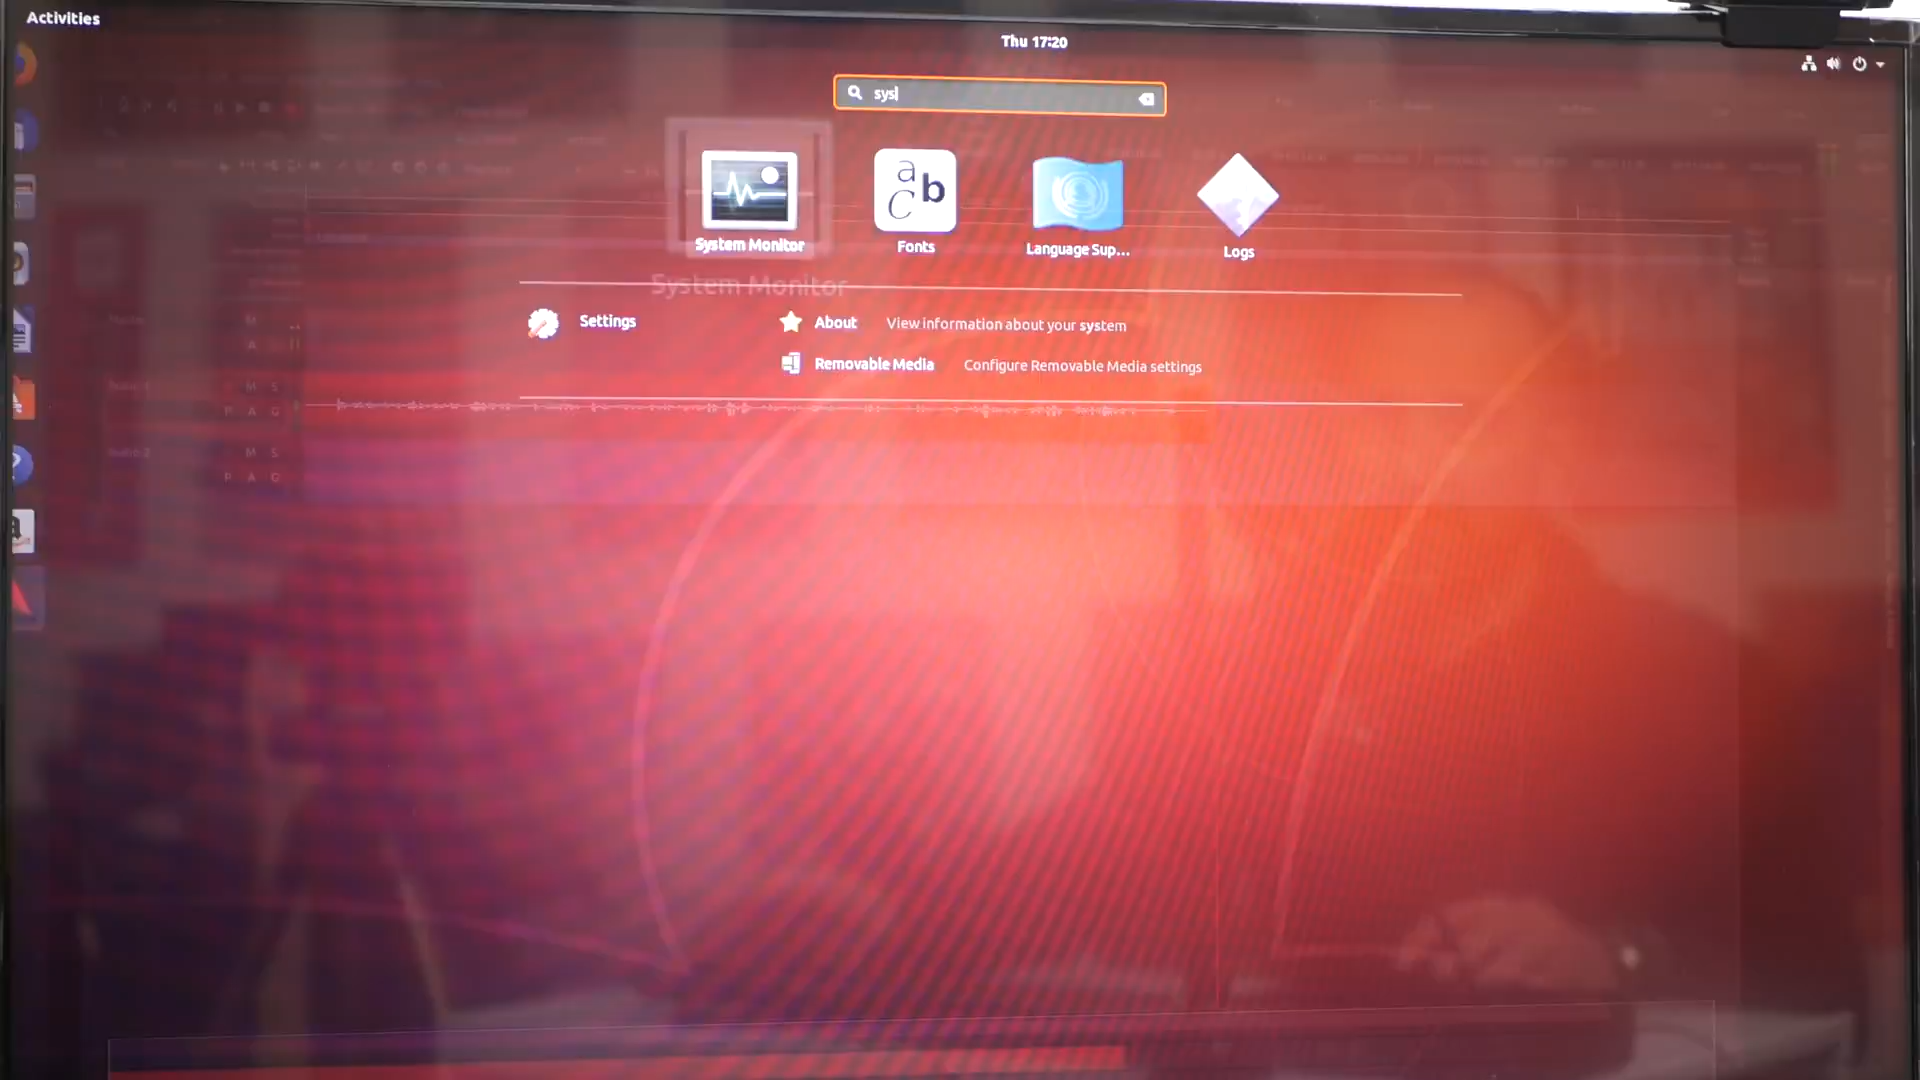 Activities
Thu 17:20
sys
System Monitor
Fonts
Language Sup...
Logs
System Monitor
Settings
About
View information about your system
Removable Media
Configure Removable Media settings
M
A
M S
R A G
M S
R A G